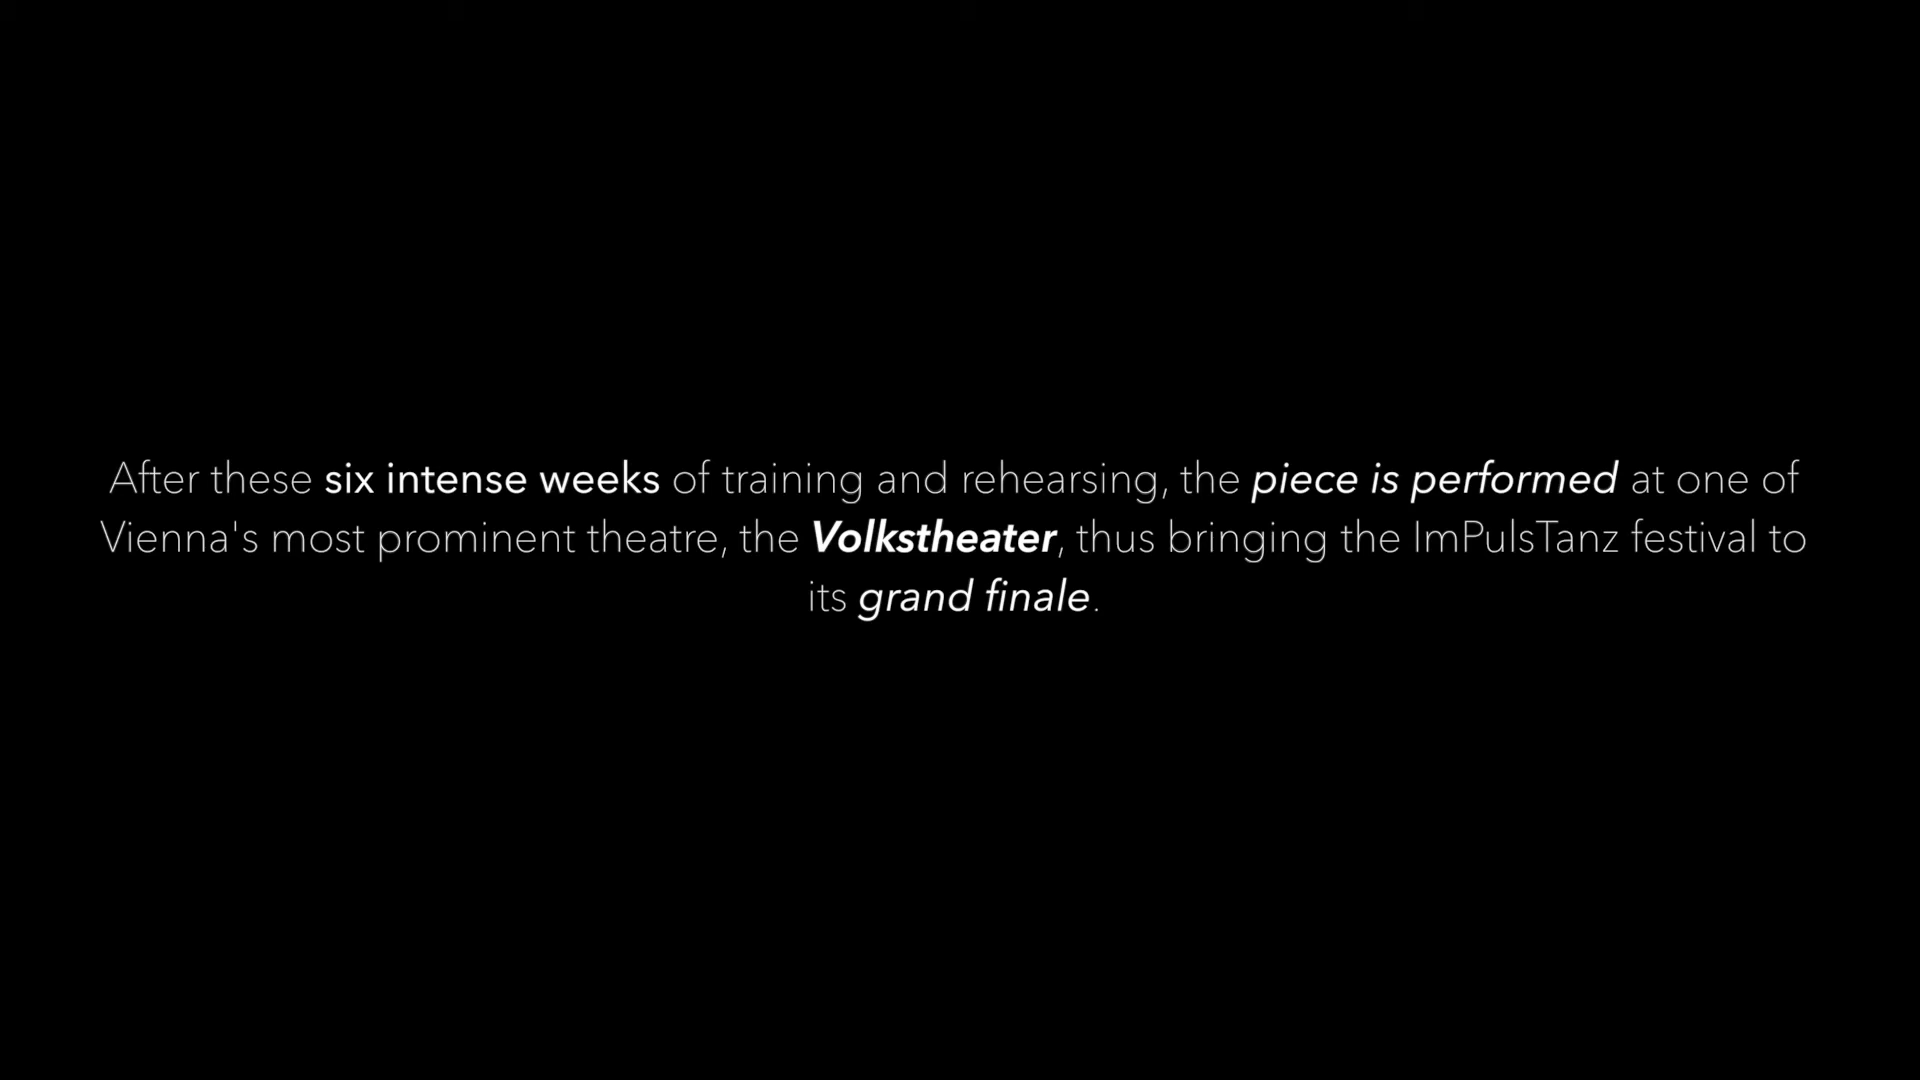 After these six intense weeks of training and rehearsing, the piece is performed at one of
Vienna's most prominent theatre, the Volkstheater, thus bringing the ImPulsTanz festival to
its grand finale.